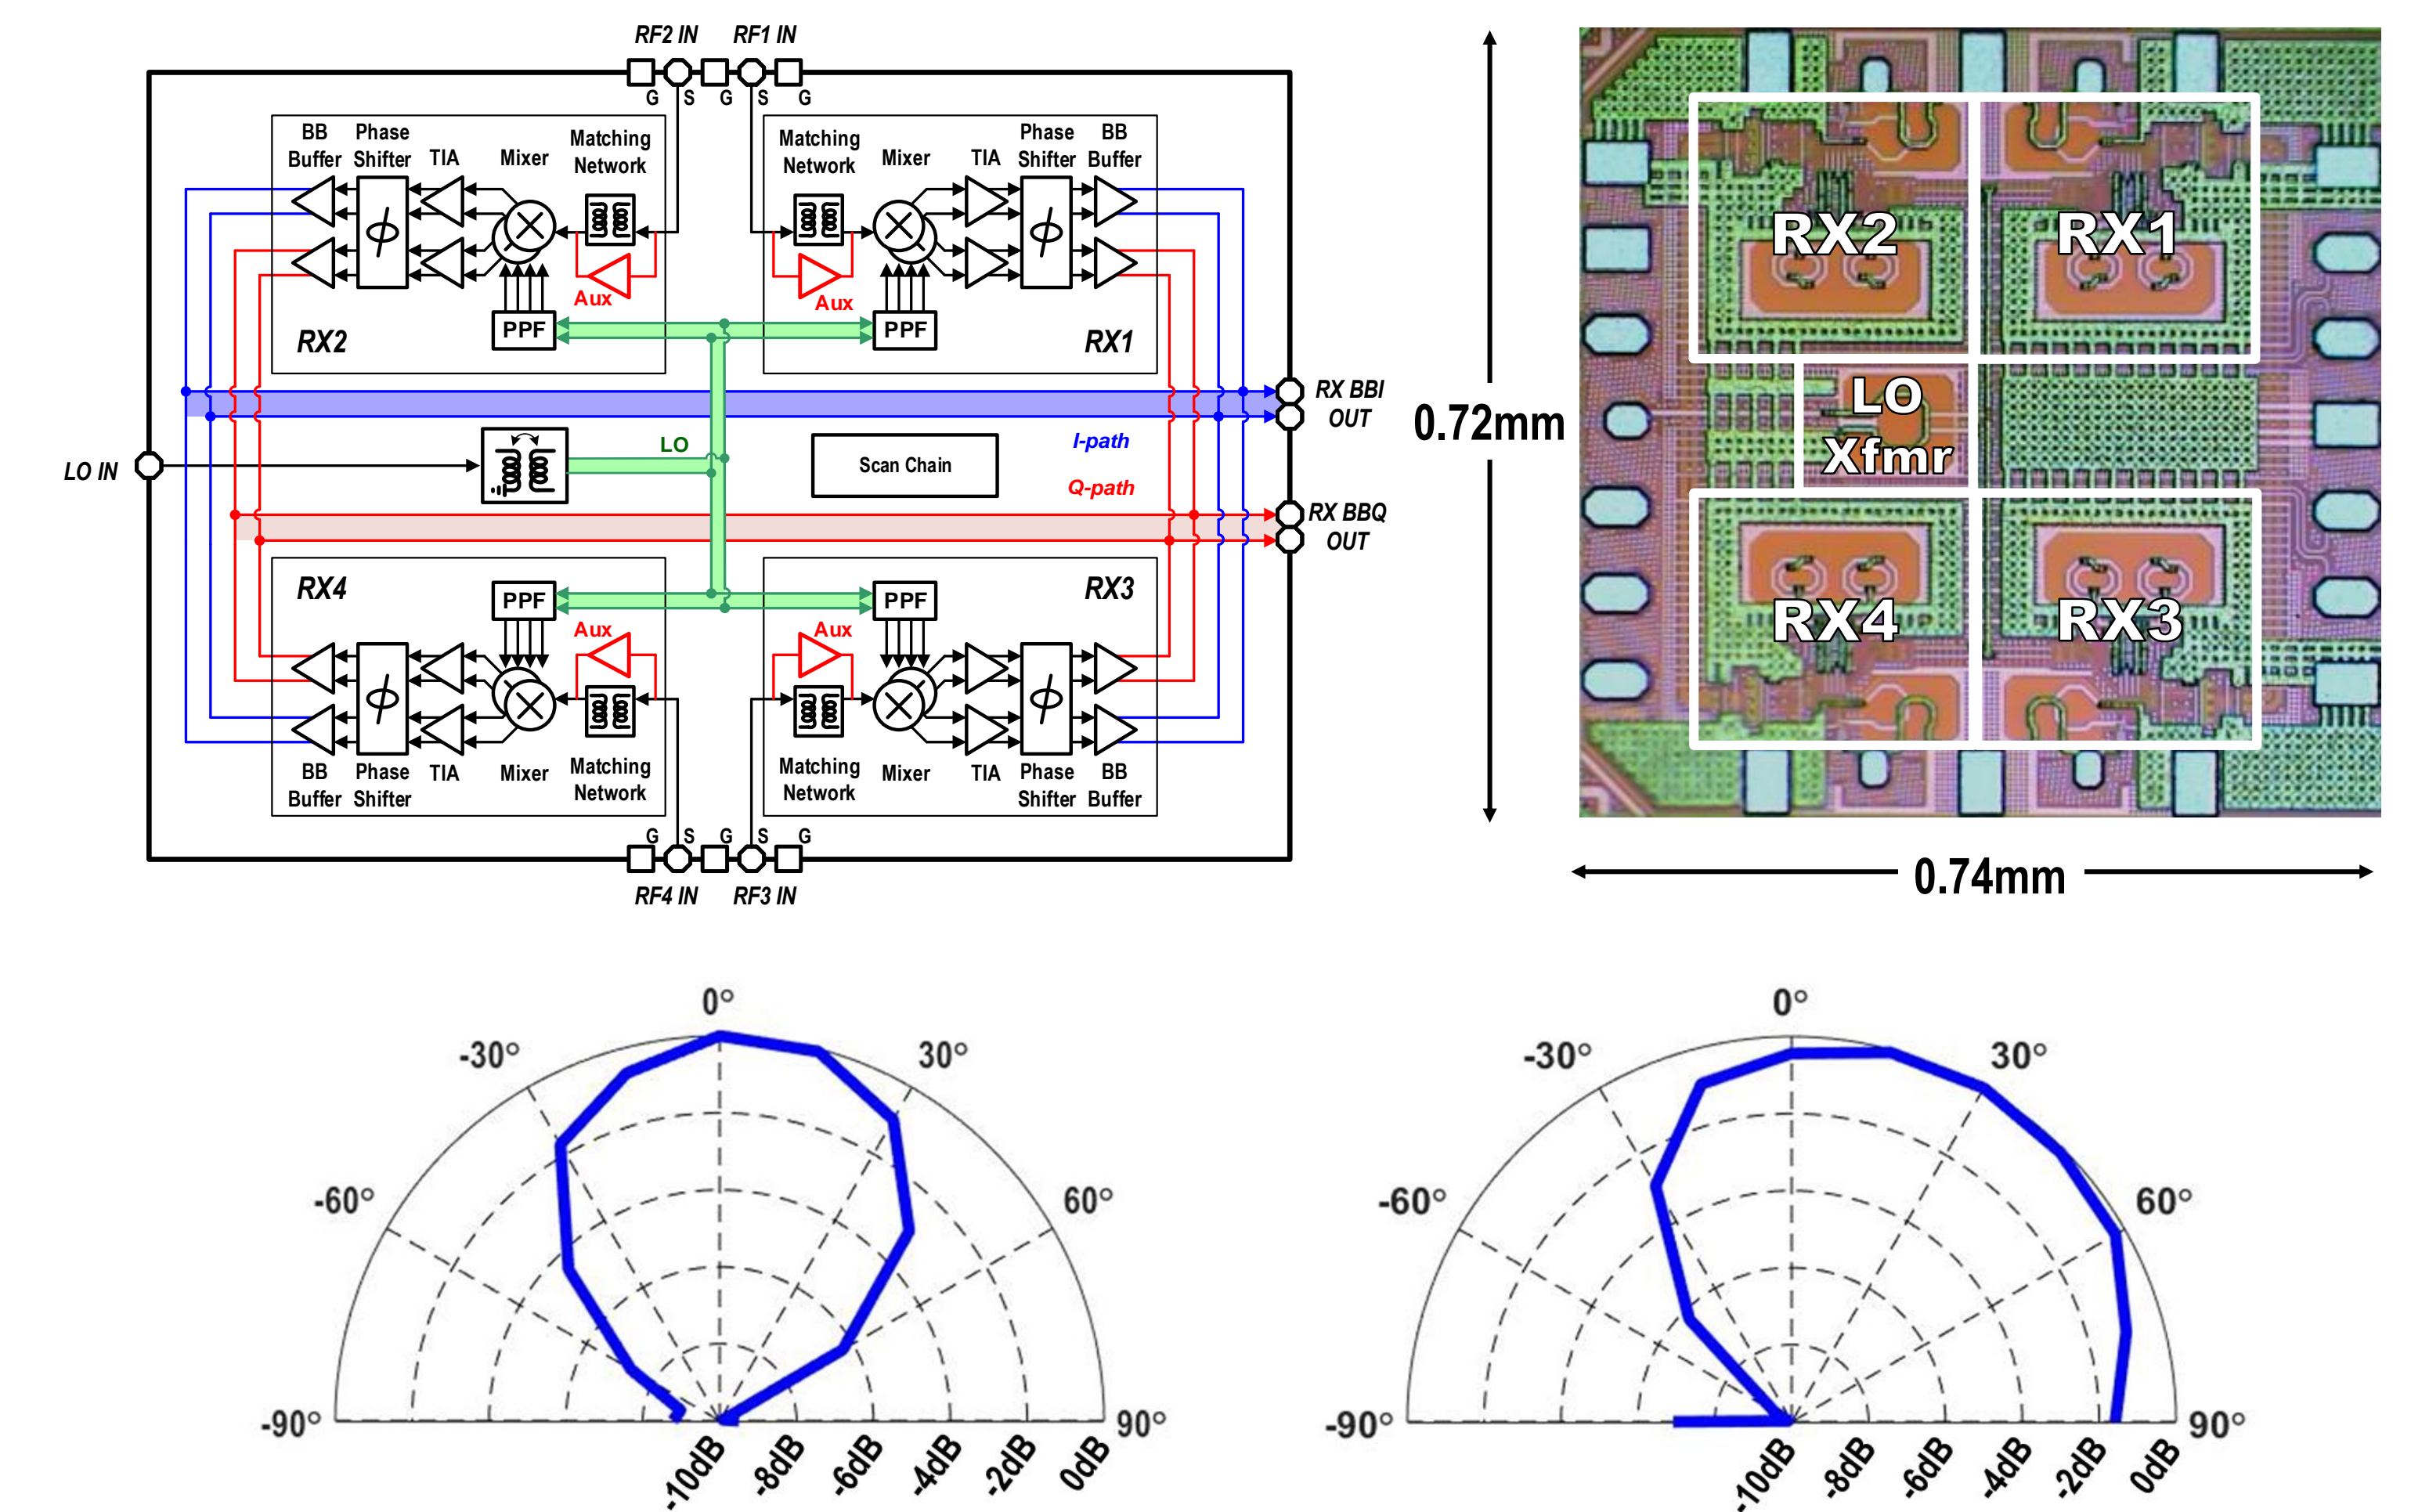 RF2 IN RF1 IN
G S G S G
BB Phase Matching
Buffer Shifter TIA Mixer Network
Matching Phase BB
Network Mixer TIA Shifter Buffer
ϕ
ϕ
Aux
Aux
PPF
PPF
RX2
RX1
RX BBI
OUT
LO
I-path
LO IN
Scan Chain
Q-path
RX BBQ
OUT
RX4
RX3
PPF
PPF
Aux
Aux
ϕ
ϕ
BB Phase Matching
Buffer Shifter TIA Mixer Network
Matching Phase BB
Network Mixer TIA Shifter Buffer
G S G S G
RF4 IN RF3 IN
0.72mm
RX2 RX1
LO
Xfmr
RX4 RX3
0.74mm
0°
-30° 30°
-60° 60°
-90° 90°
-10dB -8dB -6dB -4dB -2dB 0dB
0°
-30° 30°
-60° 60°
-90° 90°
-10dB -8dB -6dB -4dB -2dB 0dB